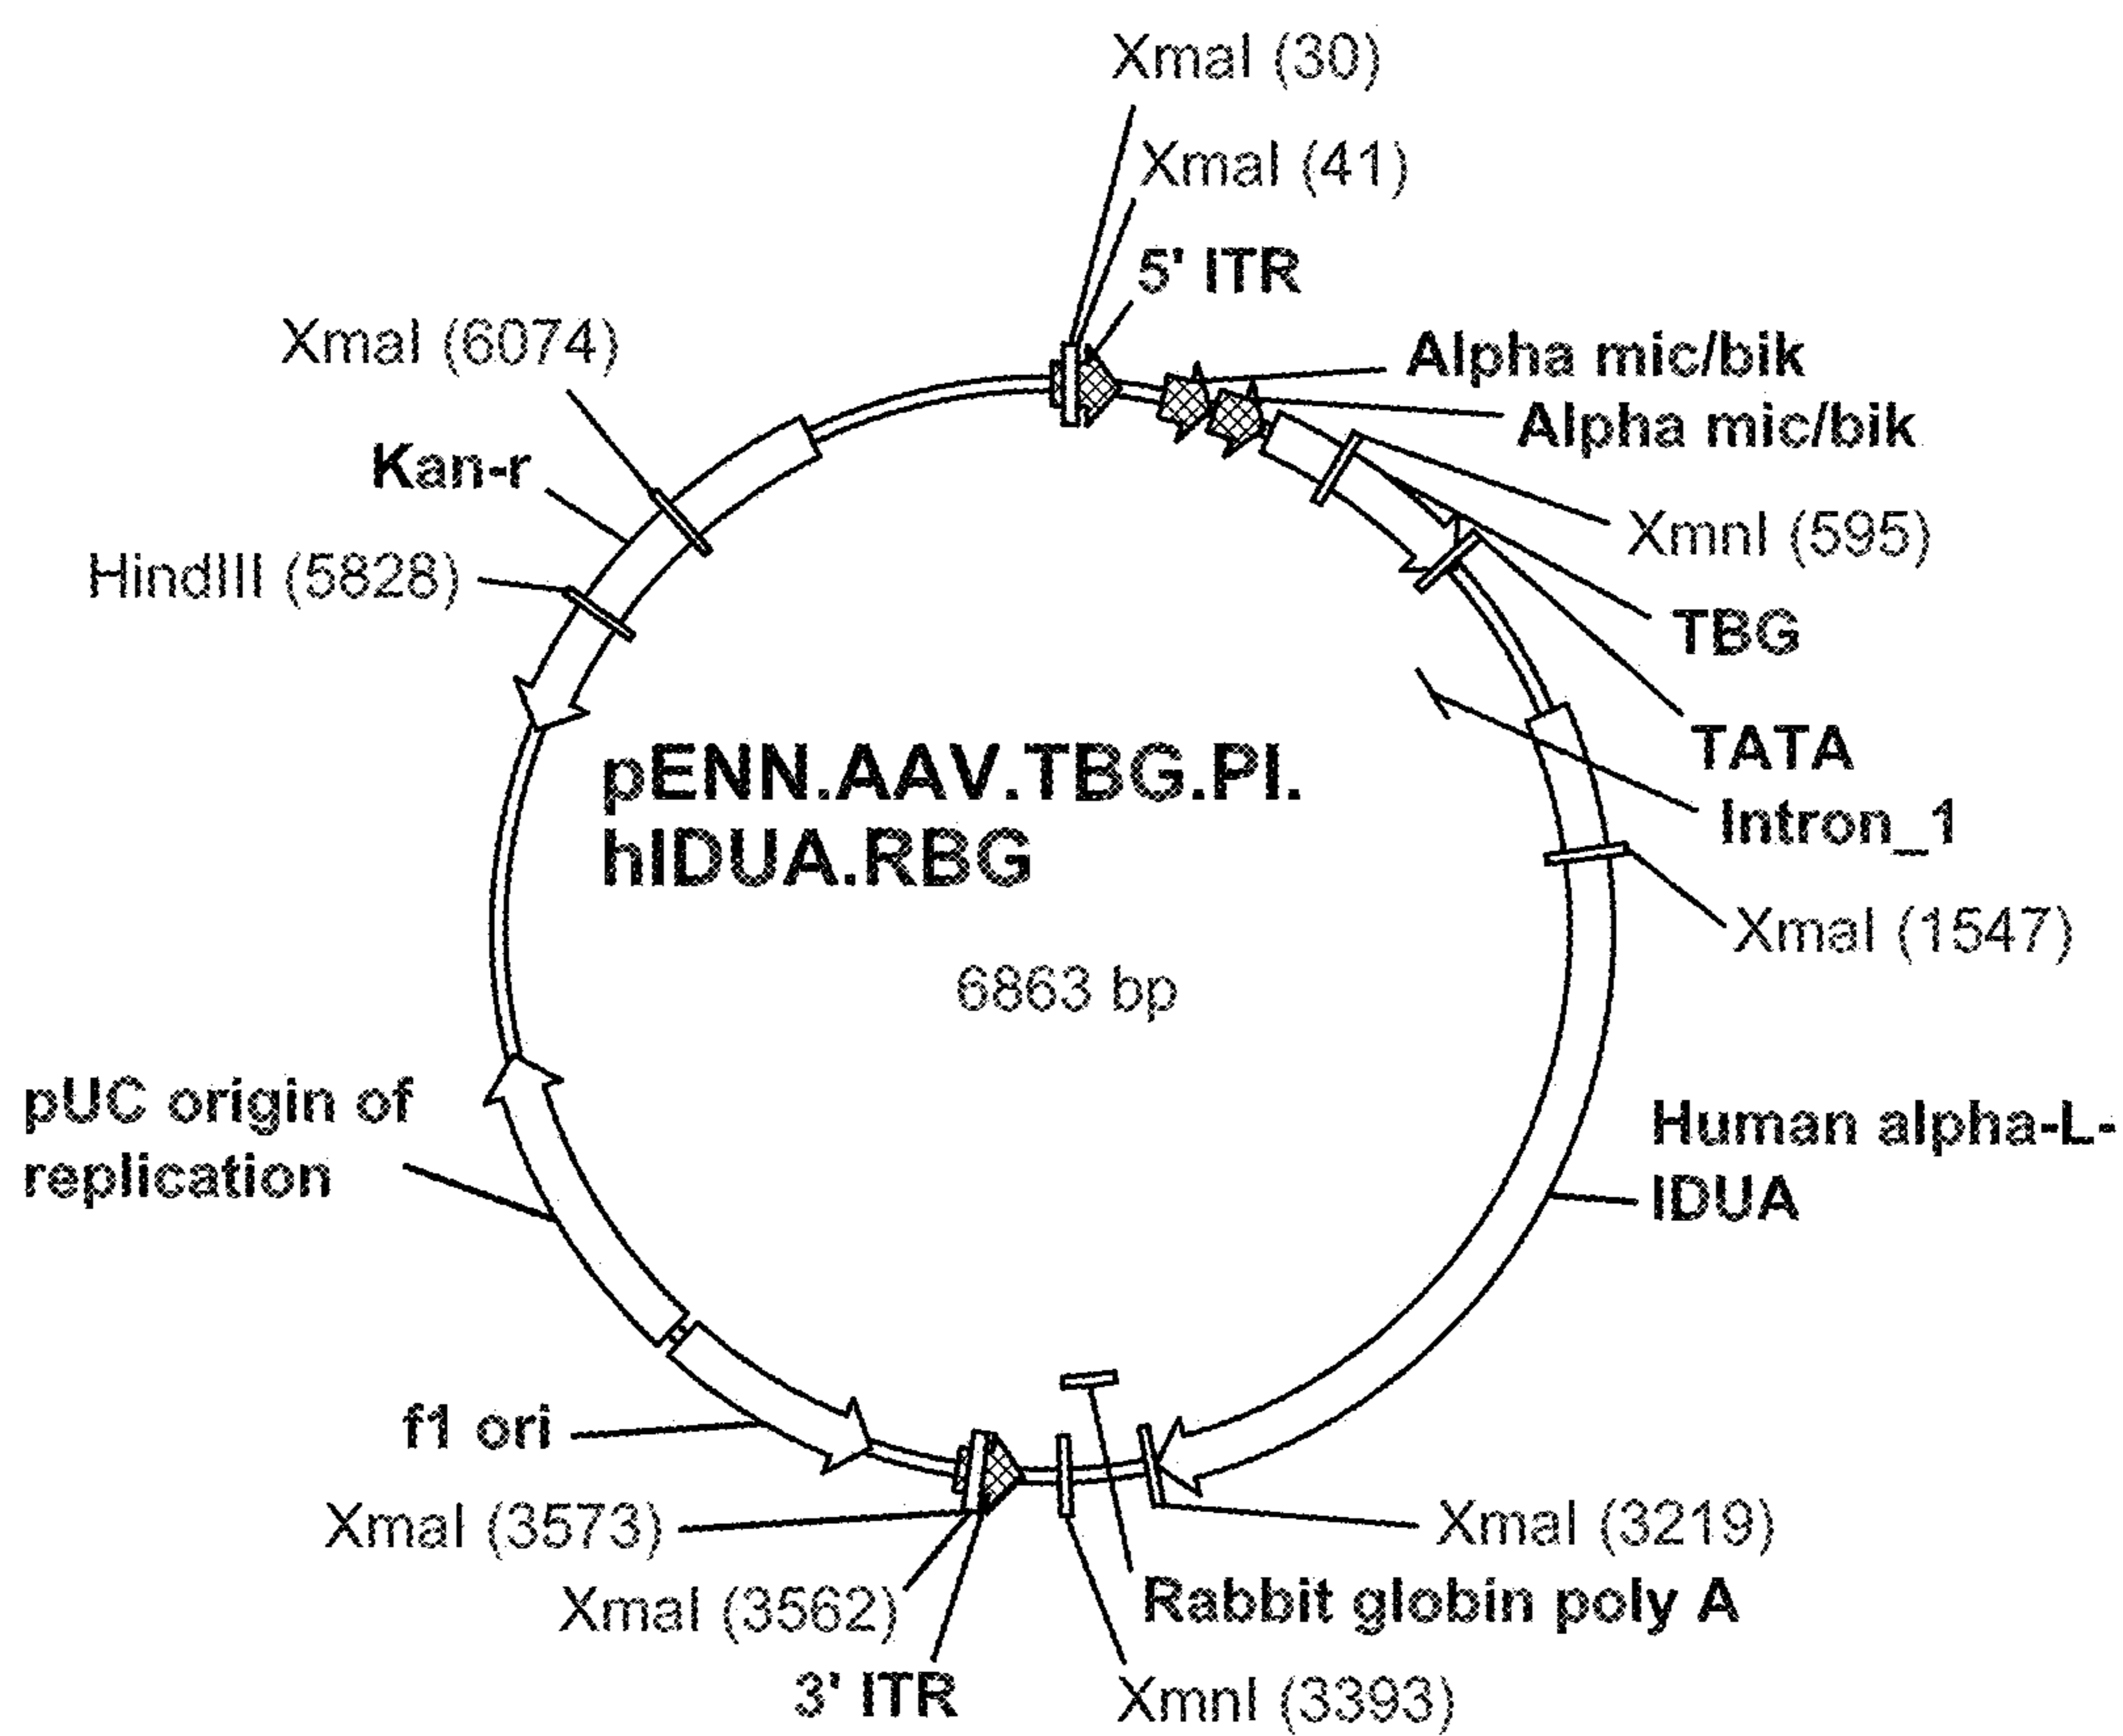 XmaI (30)
XmaI (41)
5' ITR
Alpha mic/bik
Alpha mic/bik
XmnI (595)
TBG
TATA
Intron_1
XmaI (1547)
Human alpha-L-
IDUA
XmaI (3219)
Rabbit globin poly A
XmnI (3393)
3' ITR
XmaI (3562)
XmaI (3573)
f1 ori
pUC origin of
replication
HindIII (5828)
Kan-r
XmaI (6074)
pENN.AAV.TBG.PI.
hIDUA.RBG
6863 bp